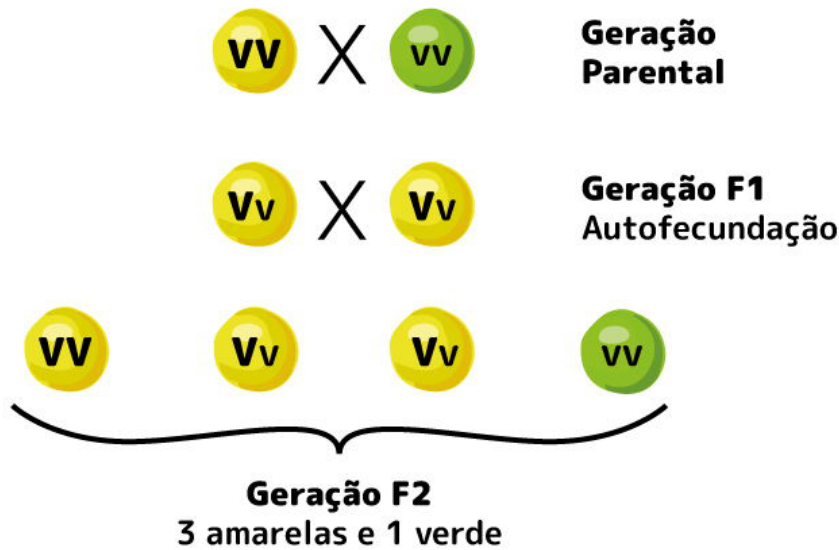 VV X vv
Geração
Parental
Vv X Vv
Geração F1
Autofecundação
VV Vv Vv vv
Geração F2
3 amarelas e 1 verde